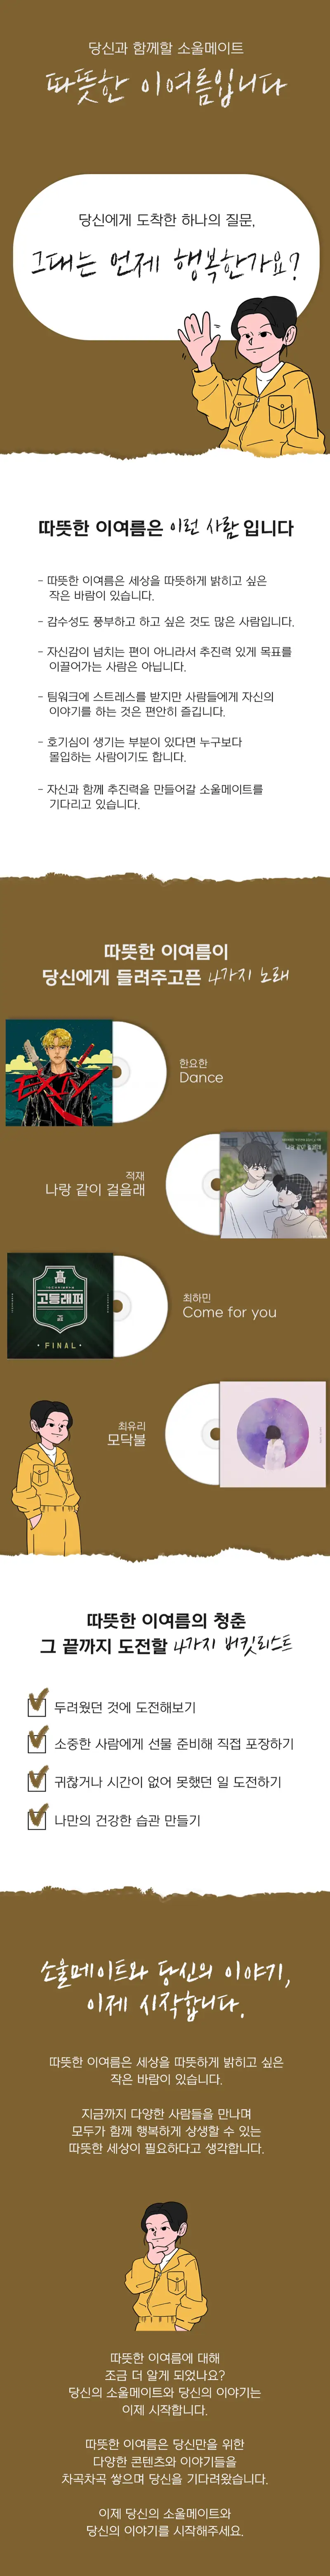 당신과 함께할 소울메이트
따뜻한 이여름입니다
당신에게 도착한 하나의 질문,
그대는 언제 행복한가요?
따뜻한 이여름은 이런 사람 입니다
- 따뜻한 이여름은 세상을 따뜻하게 밝히고 싶은
작은 바람이 있습니다.
- 감수성도 풍부하고 하고 싶은 것도 많은 사람입니다.
- 자신감이 넘치는 편이 아니라서 추진력 있게 목표를
이끌어가는 사람은 아닙니다.
- 팀워크에 스트레스를 받지만 사람들에게 자신의
이야기를 하는 것은 편안히 즐깁니다.
- 호기심이 생기는 부분이 있다면 누구보다
몰입하는 사람이기도 합니다.
- 자신과 함께 추진력을 만들어갈 소울메이트를
기다리고 있습니다.
따뜻한 이여름이
당신에게 들려주고픈 4가지 노래
한요한
Dance
적재
나랑 같이 걸을래
나랑 같이 걸을래
高
고등래퍼
• FINAL •
최하민
Come for you
최유리
모닥불
따뜻한 이여름의 청춘
그 끝까지 도전할 4가지 버킷리스트
두려웠던 것에 도전해보기
소중한 사람에게 선물 준비해 직접 포장하기
귀찮거나 시간이 없어 못했던 일 도전하기
나만의 건강한 습관 만들기
소울메이트와 당신의 이야기,
이제 시작합니다.
따뜻한 이여름은 세상을 따뜻하게 밝히고 싶은
작은 바람이 있습니다.
지금까지 다양한 사람들을 만나며
모두가 함께 행복하게 상생할 수 있는
따뜻한 세상이 필요하다고 생각합니다.
따뜻한 이여름에 대해
조금 더 알게 되었나요?
당신의 소울메이트와 당신의 이야기는
이제 시작합니다.
따뜻한 이여름은 당신만을 위한
다양한 콘텐츠와 이야기들을
차곡차곡 쌓으며 당신을 기다려왔습니다.
이제 당신의 소울메이트와
당신의 이야기를 시작해주세요.